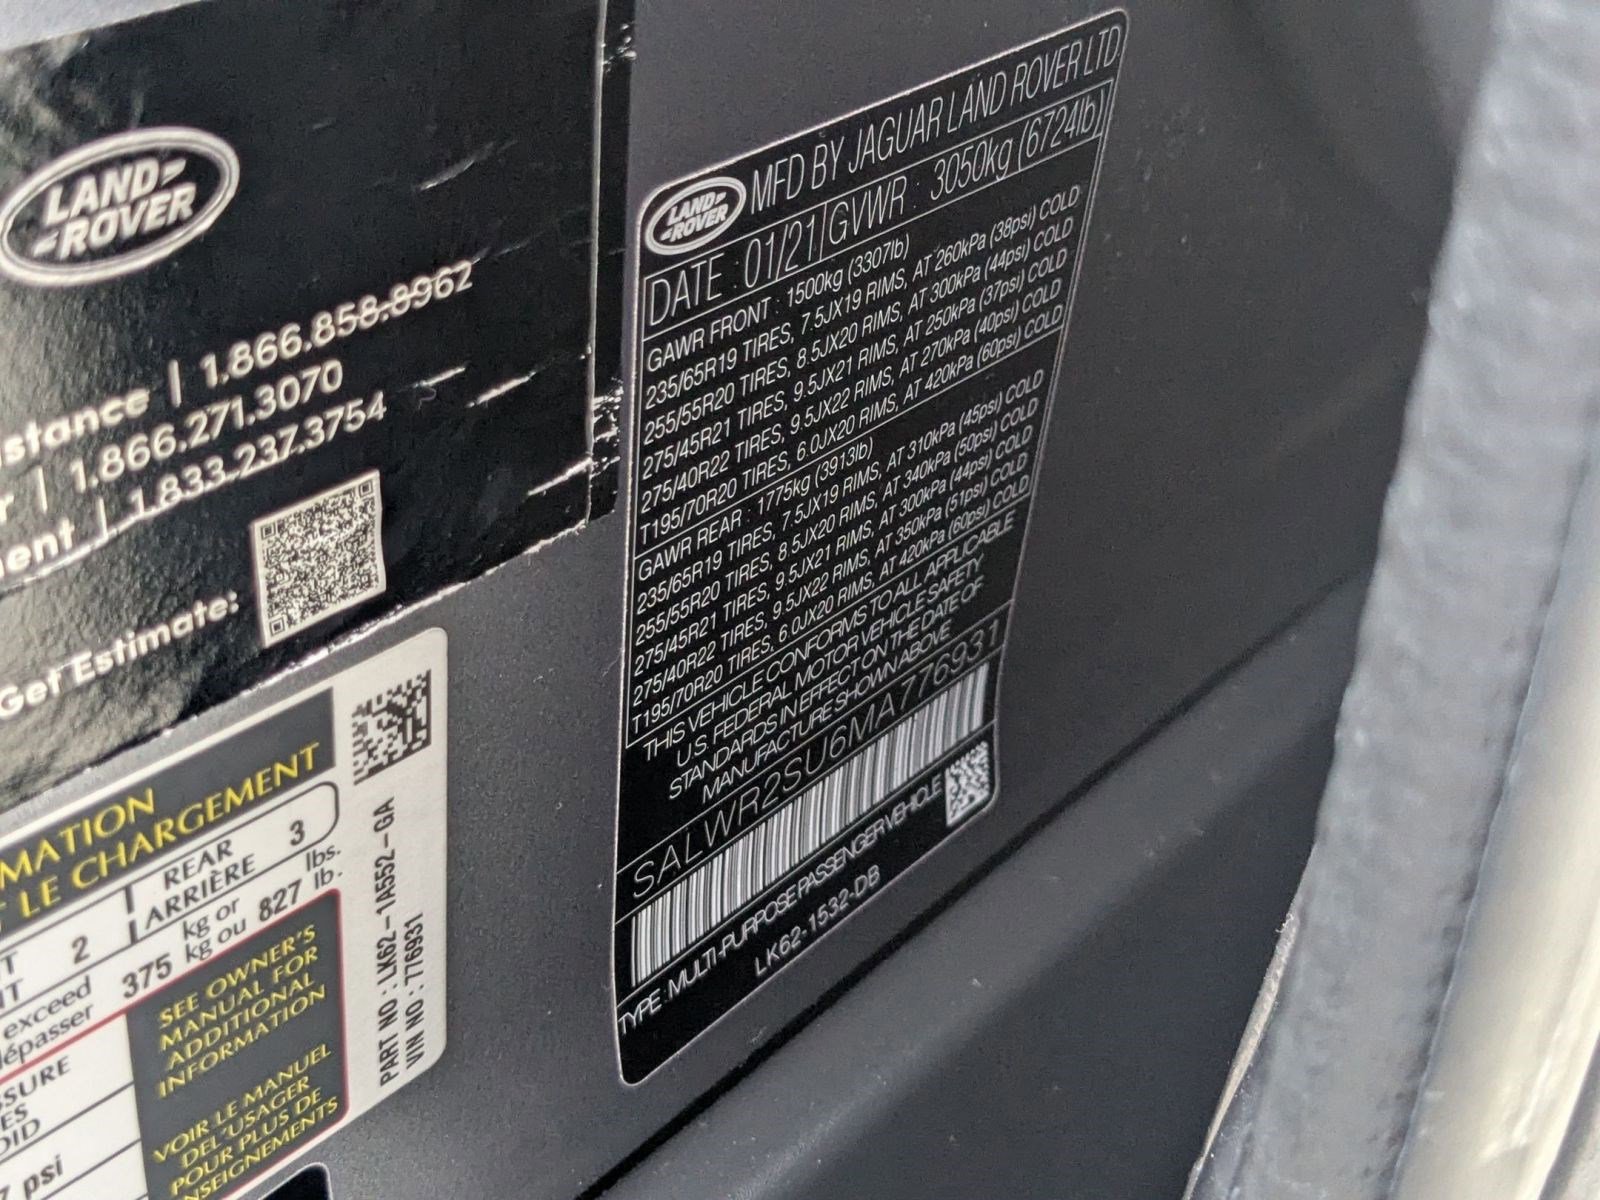 LAND-
-ROVER
istance | 1.866.858.8962
r | 1.866.271.3070
ment | 1.833.237.3754
Get Estimate:
MATION
T LE CHARGEMENT
REAR
ARRIÈRE 3
2
exceed 375 kg or 827 lbs.
dépasser kg ou lb.
SSURE
ES
OID
7 psi
SEE OWNER'S
MANUAL FOR
ADDITIONAL
INFORMATION
VOIR LE MANUEL
DEL'USAGER
POUR PLUS DE
NSEIGNEMENTS
PART NO : LK62-1A552-GA
VIN NO : 776931
LAND-
-ROVER
MFD BY JAGUAR LAND ROVER LTD
DATE : 01/21 GVWR : 3050kg (6724lb)
GAWR FRONT : 1500kg (3307lb)
235/65R19 TIRES, 7.5JX19 RIMS, AT 260kPa (38psi) COLD
255/55R20 TIRES, 8.5JX20 RIMS, AT 300kPa (44psi) COLD
275/45R21 TIRES, 9.5JX21 RIMS, AT 250kPa (37psi) COLD
275/40R22 TIRES, 9.5JX22 RIMS, AT 270kPa (40psi) COLD
T195/70R20 TIRES, 6.0JX20 RIMS, AT 420kPa (60psi) COLD
GAWR REAR : 1775kg (3913lb)
235/65R19 TIRES, 7.5JX19 RIMS, AT 310kPa (45psi) COLD
255/55R20 TIRES, 8.5JX20 RIMS, AT 340kPa (50psi) COLD
275/45R21 TIRES, 9.5JX21 RIMS, AT 300kPa (44psi) COLD
275/40R22 TIRES, 9.5JX22 RIMS, AT 350kPa (51psi) COLD
T195/70R20 TIRES, 6.0JX20 RIMS, AT 420kPa (60psi) COLD
THIS VEHICLE CONFORMS TO ALL APPLICABLE
U.S. FEDERAL MOTOR VEHICLE SAFETY
STANDARDS IN EFFECT ON THE DATE OF
MANUFACTURE SHOWN ABOVE
SALWR2SU6MA776931
TYPE : MULTI-PURPOSE PASSENGER VEHICLE
LK62-1532-DB